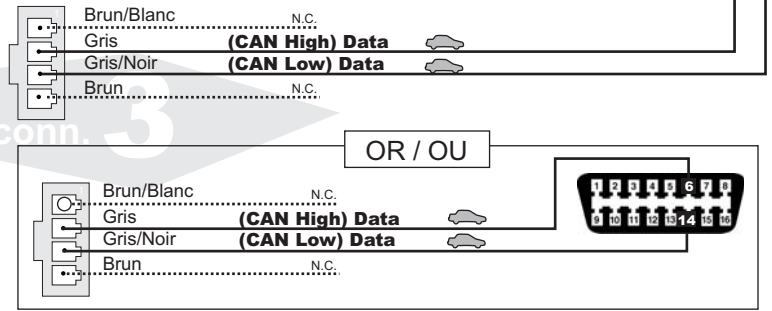 Brun/Blanc N.C.
Gris (CAN High) Data
Gris/Noir (CAN Low) Data
Brun N.C.
conn. 3
OR / OU
Brun/Blanc N.C.
Gris (CAN High) Data
Gris/Noir (CAN Low) Data
Brun N.C.
1 2 3 4 5 6 7 8
9 10 11 12 13 14 15 16